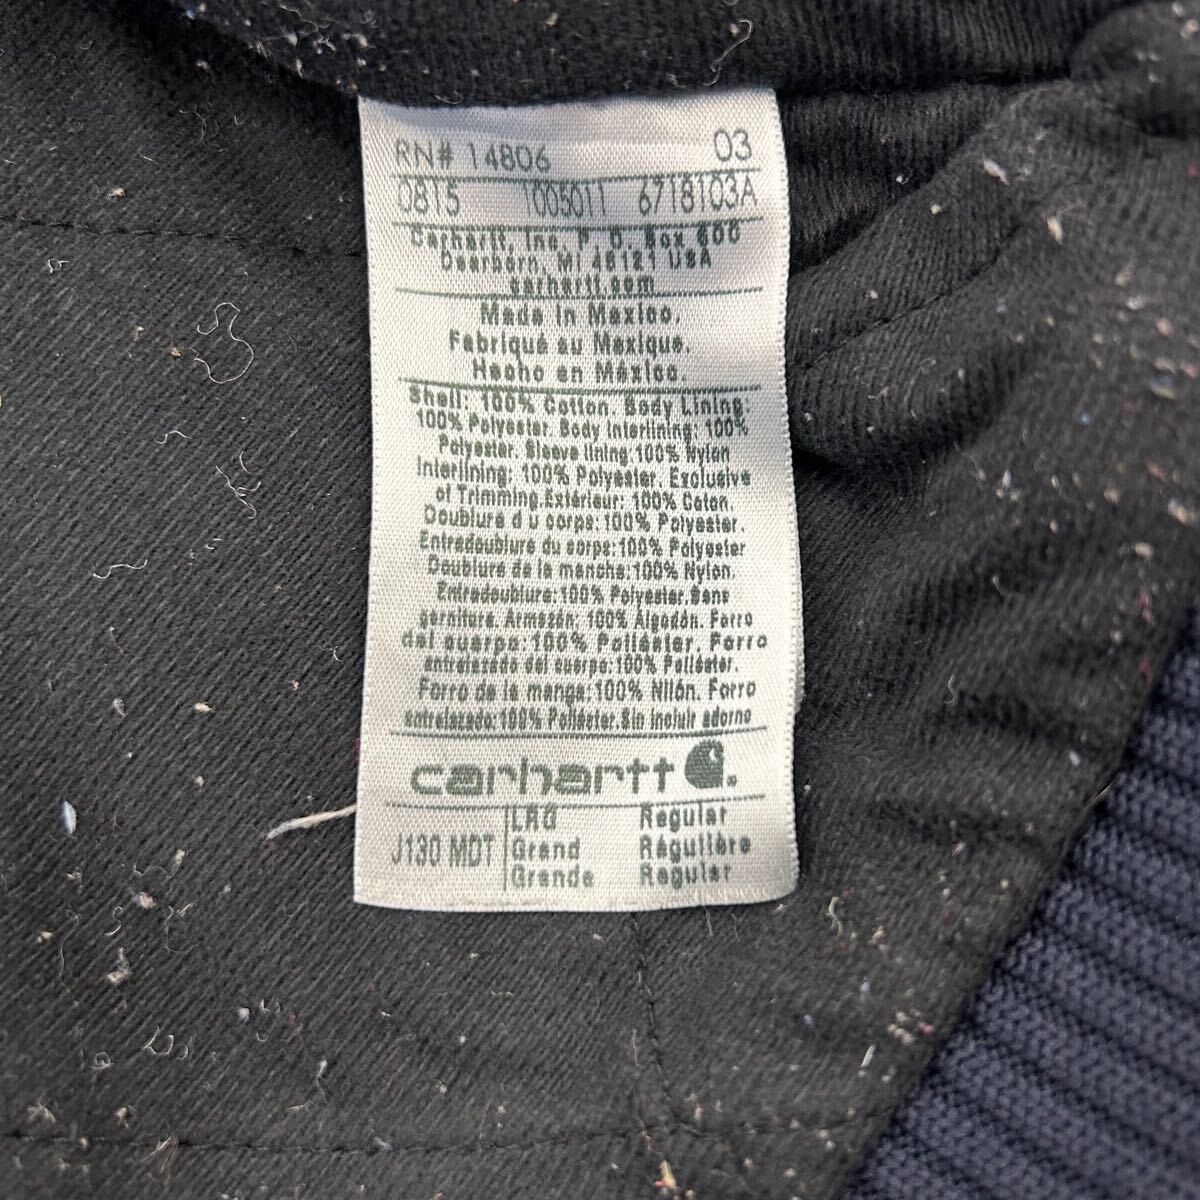 RN# 14806 03
0815 1005011 6718103A
Carhartt, Inc. P. O. Box 600
Dearborn, MI 48121 USA
carhartt.com
Made in Mexico.
Fabriqué au Mexique.
Hecho en México.
Shell: 100% Cotton. Body Lining:
100% Polyester. Body Interlining: 100%
Polyester. Sleeve lining: 100% Nylon
Interlining: 100% Polyester. Exclusive
of Trimming Extérieur: 100% Coton.
Doublure du corps: 100% Polyester.
Entredoublure du corps: 100% Polyester
Doublure de la manche: 100% Nylon.
Entredoublure: 100% Polyester. Sans
garniture. Armazón: 100% Algodón. Forro
del cuerpo: 100% Poliéster. Forro
entrelazado del cuerpo: 100% Poliéster.
Forro de la manga: 100% Nilón. Forro
entrelazado: 100% Poliéster. Sin incluir adorno
carhartt
J130 MDT LRG Regular
Grand Régulière
Grande Regular